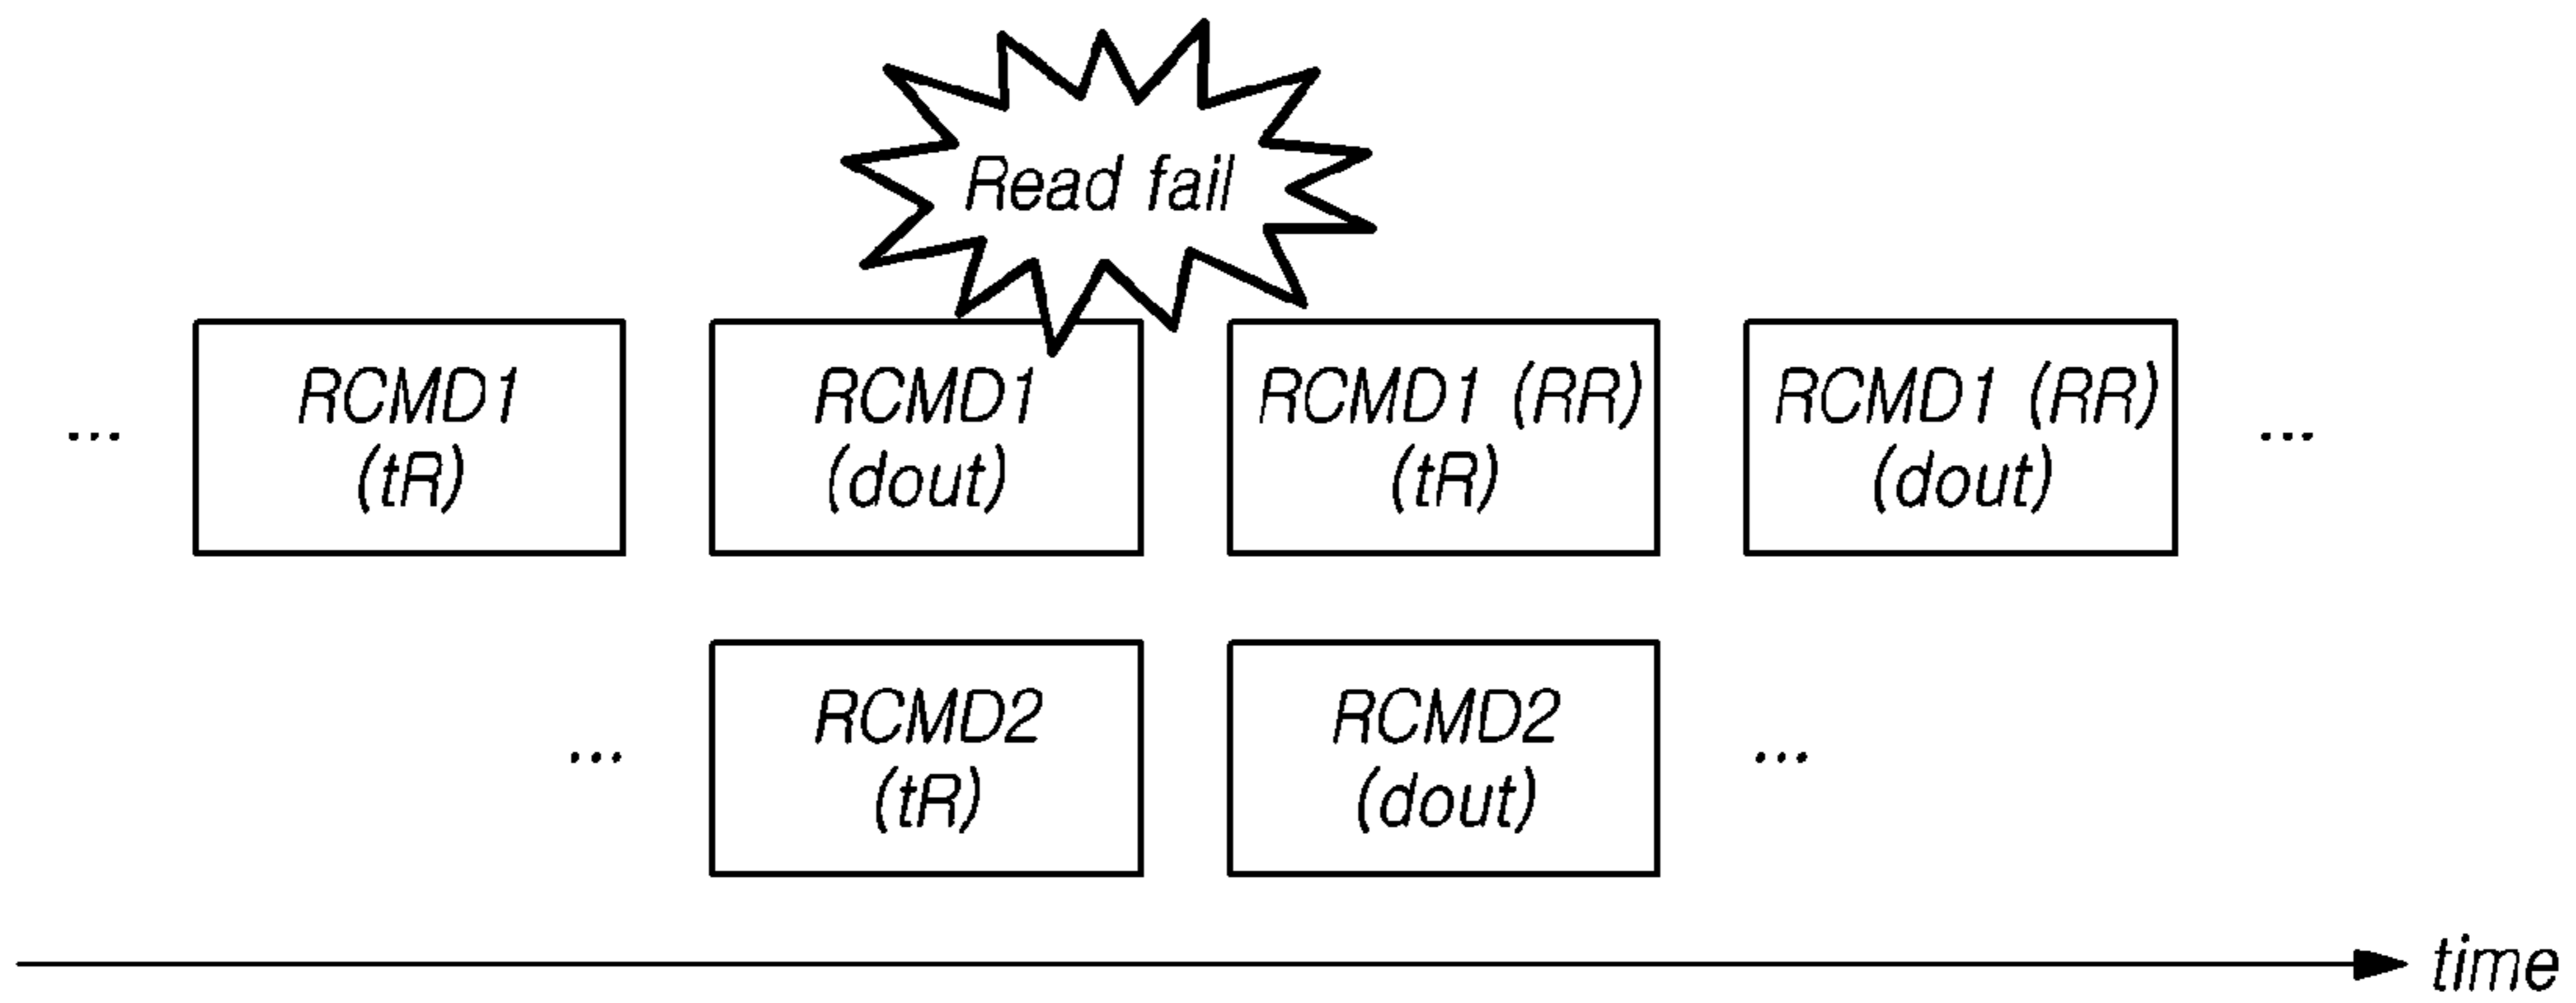 Read fail
... RCMD1 (tR) RCMD1 (dout) RCMD1 (RR) (tR) RCMD1 (RR) (dout) ...
... RCMD2 (tR) RCMD2 (dout) ...
time